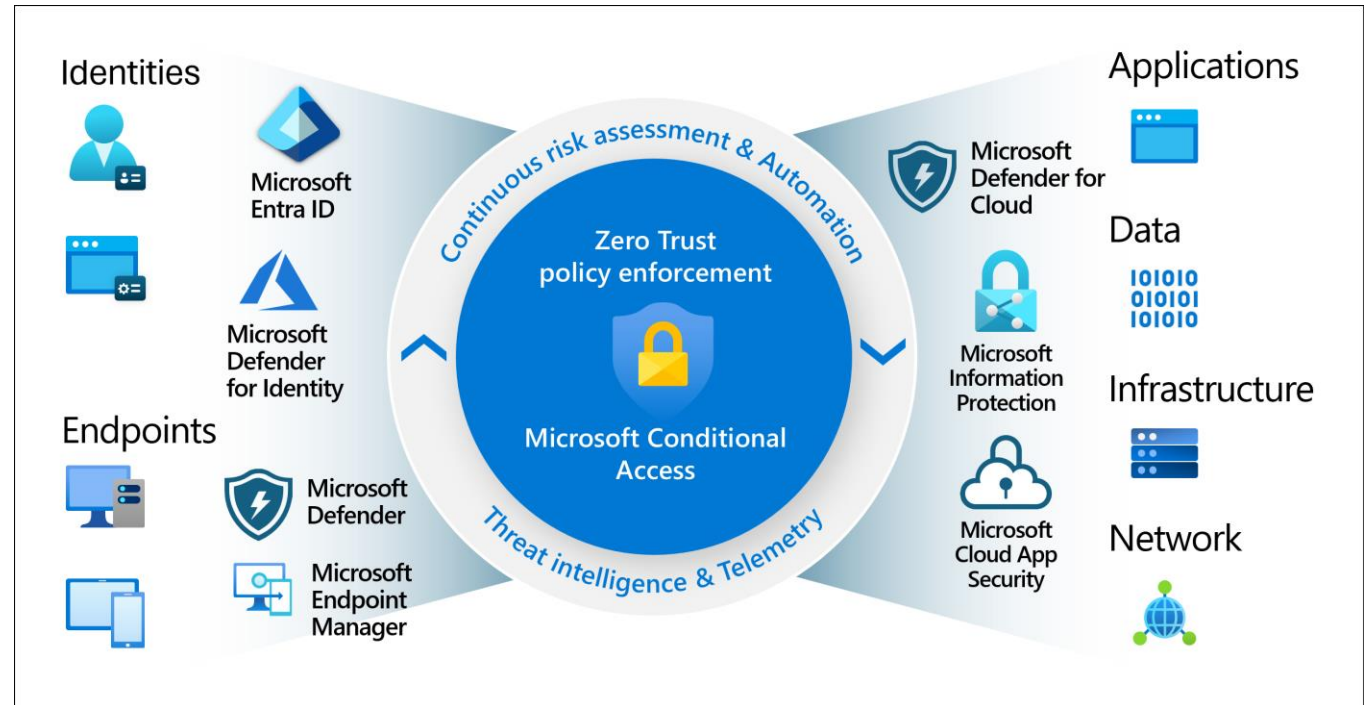 Identities
Microsoft
Entra ID
Microsoft
Defender
for Identity
Endpoints
Microsoft
Defender
Microsoft
Endpoint
Manager
Continuous risk assessment & Automation
Zero Trust
policy enforcement
Microsoft Conditional
Access
Threat intelligence & Telemetry
Microsoft
Defender for
Cloud
Microsoft
Information
Protection
Microsoft
Cloud App
Security
Applications
Data
101010
010101
101010
Infrastructure
Network